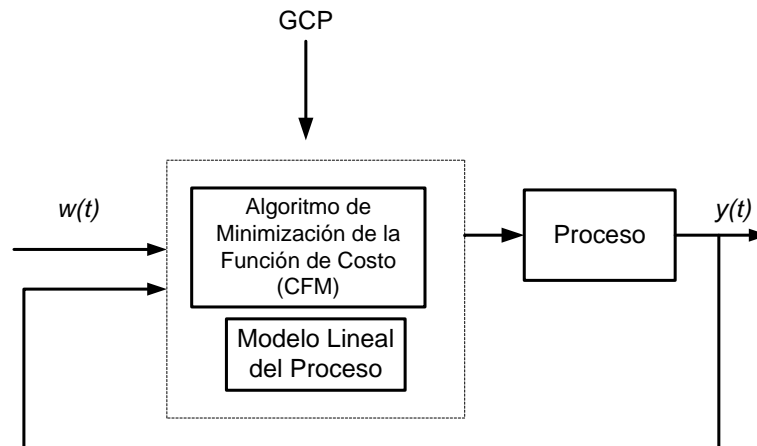 GCP
w(t)
Algoritmo de
Minimización de la
Función de Costo
(CFM)
Modelo Lineal
del Proceso
Proceso
y(t)